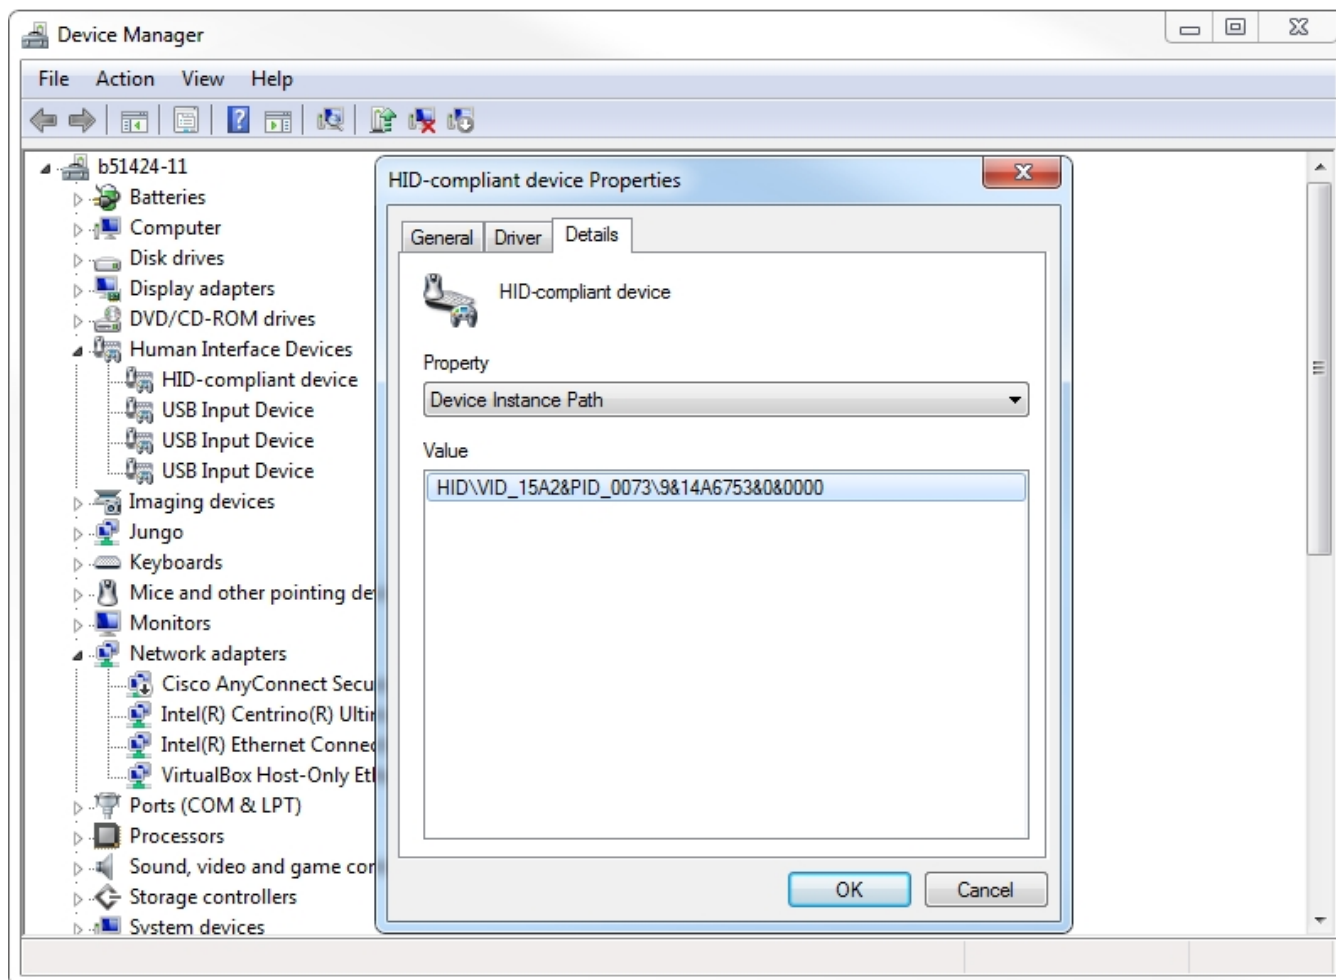 Device Manager
File Action View Help
b51424-11
Batteries
Computer
Disk drives
Display adapters
DVD/CD-ROM drives
Human Interface Devices
HID-compliant device
USB Input Device
USB Input Device
USB Input Device
Imaging devices
Jungo
Keyboards
Mice and other pointing de
Monitors
Network adapters
Cisco AnyConnect Secu
Intel(R) Centrino(R) Ulti
Intel(R) Ethernet Connec
VirtualBox Host-Only Et
Ports (COM & LPT)
Processors
Sound, video and game con
Storage controllers
System devices
HID-compliant device Properties
General Driver Details
HID-compliant device
Property
Device Instance Path
Value
HID\VID_15A2&PID_0073\9&14A6753&0&0000
OK Cancel